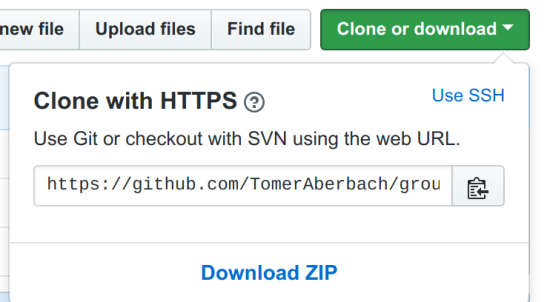 new file Upload files Find file Clone or download
Clone with HTTPS Use SSH
Use Git or checkout with SVN using the web URL.
https://github.com/TomerAberbach/grou
Download ZIP